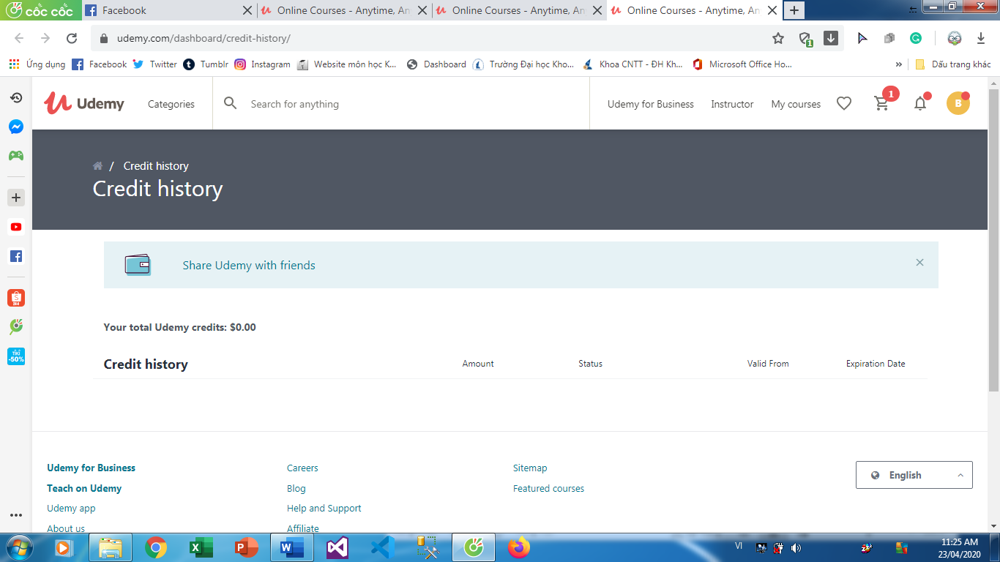 cốc cốc
Facebook
Online Courses - Anytime, An
Online Courses - Anytime, An
Online Courses - Anytime, An
udemy.com/dashboard/credit-history/
1
Ứng dụng
Facebook
Twitter
Tumblr
Instagram
Website môn học K...
Dashboard
Trường Đại học Kho...
Khoa CNTT - ĐH Kh...
Microsoft Office Ho...
»
Dấu trang khác
Udemy
Categories
Search for anything
Udemy for Business
Instructor
My courses
1
B
/ Credit history
Credit history
Share Udemy with friends
Your total Udemy credits: $0.00
Credit history
Amount
Status
Valid From
Expiration Date
TIKI
-50%
Udemy for Business
Teach on Udemy
Udemy app
About us
Careers
Blog
Help and Support
Affiliate
Sitemap
Featured courses
English
VI
11:25 AM
23/04/2020